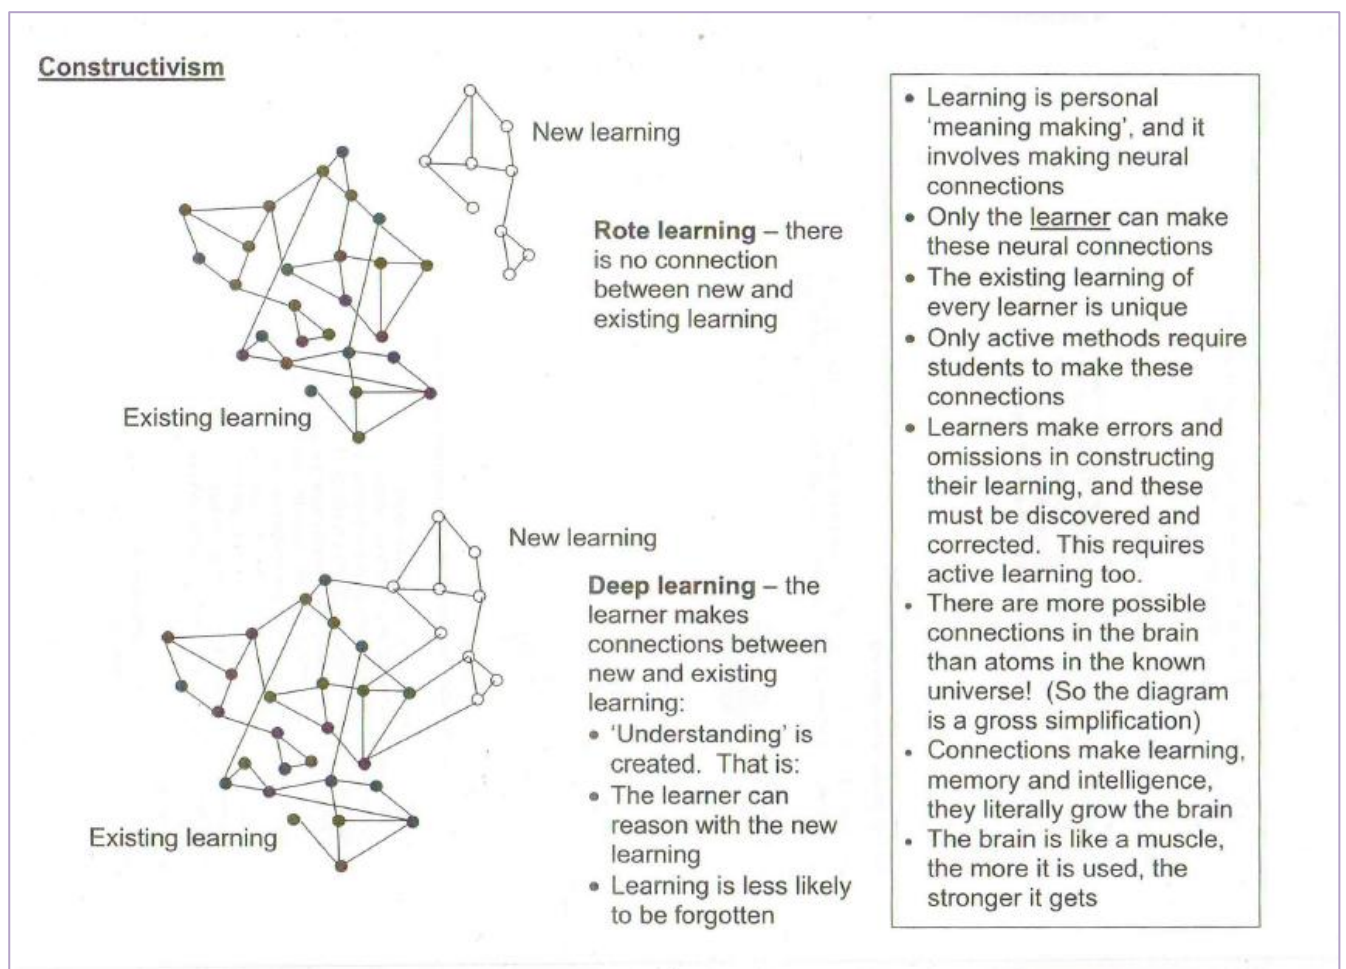 Constructivism
New learning
Rote learning – there
is no connection
between new and
existing learning
Existing learning
New learning
Deep learning – the
learner makes
connections between
new and existing
learning:
• ‘Understanding’ is
created.  That is:
• The learner can
reason with the new
learning
• Learning is less likely
to be forgotten
Existing learning
• Learning is personal
‘meaning making’, and it
involves making neural
connections
• Only the learner can make
these neural connections
• The existing learning of
every learner is unique
• Only active methods require
students to make these
connections
• Learners make errors and
omissions in constructing
their learning, and these
must be discovered and
corrected.  This requires
active learning too.
• There are more possible
connections in the brain
than atoms in the known
universe!  (So the diagram
is a gross simplification)
• Connections make learning,
memory and intelligence,
they literally grow the brain
• The brain is like a muscle,
the more it is used, the
stronger it gets